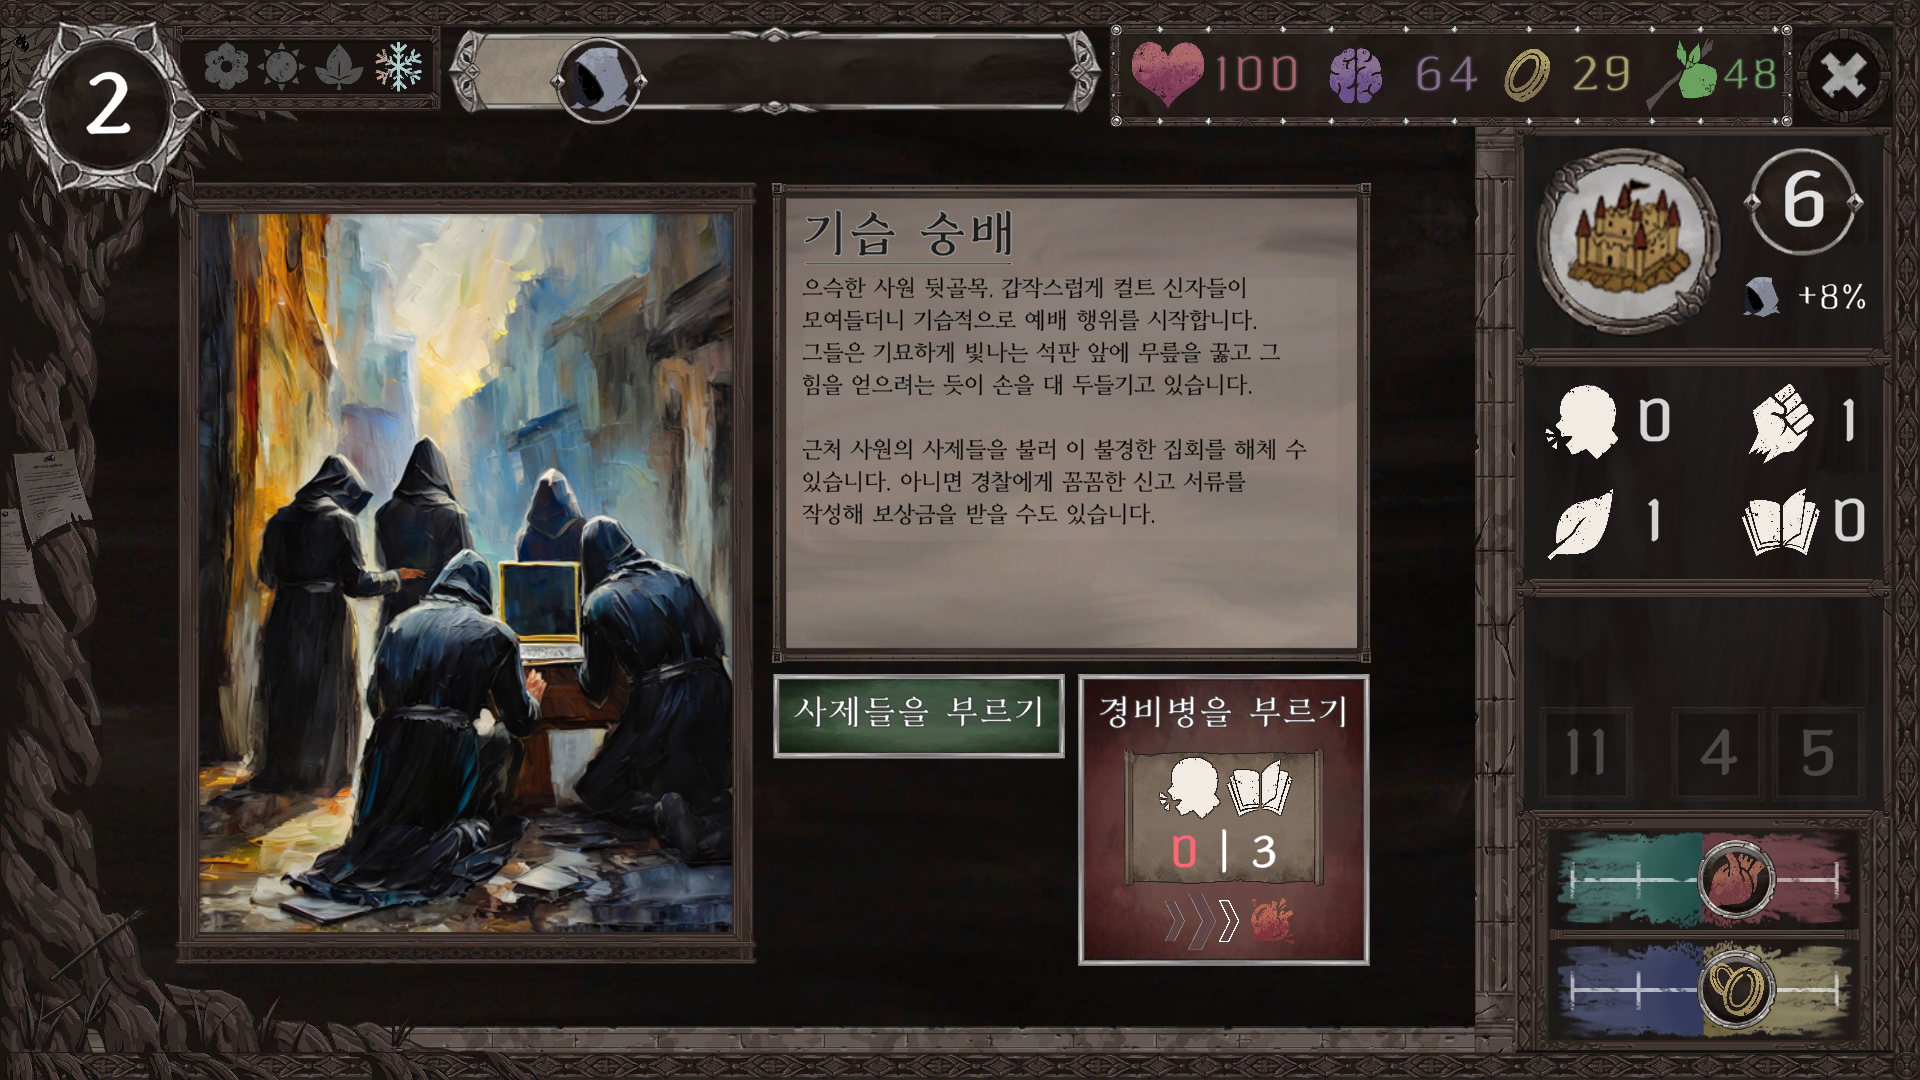 2
100
64
29
48
6
+8%
기습 숭배
으슥한 사원 뒷골목. 갑작스럽게 컬트 신자들이
모여들더니 기습적으로 예배 행위를 시작합니다.
그들은 기묘하게 빛나는 석판 앞에 무릎을 꿇고 그
힘을 얻으려는 듯이 손을 대 두들기고 있습니다.
근처 사원의 사제들을 불러 이 불경한 집회를 해체 수
있습니다. 아니면 경찰에게 꼼꼼한 신고 서류를
작성해 보상금을 받을 수도 있습니다.
0
1
1
0
사제들을 부르기
경비병을 부르기
0 | 3
11
4
5